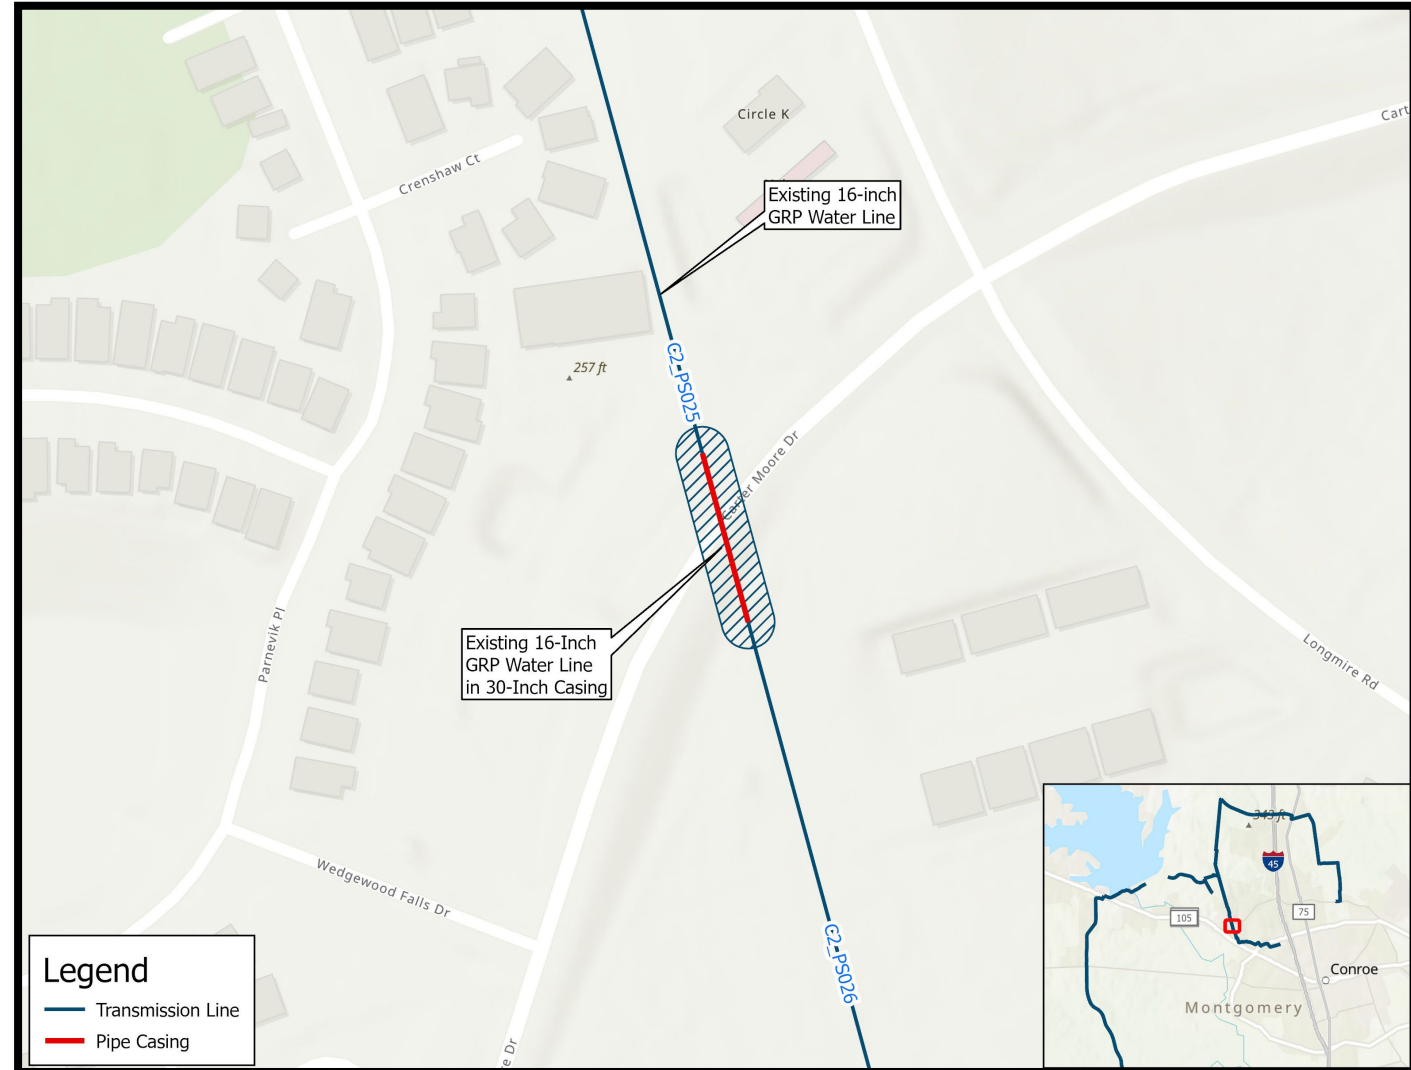 Circle K
Cart
Crenshaw Ct
Existing 16-inch
GRP Water Line
C2_PS025
257 ft
Carter Moore Dr
Existing 16-Inch
GRP Water Line
in 30-Inch Casing
Parnevik Pl
Longmire Rd
Wedgewood Falls Dr
C2_PS026
e Dr
Legend
Transmission Line
Pipe Casing
343 ft
45
105
75
Conroe
Montgomery